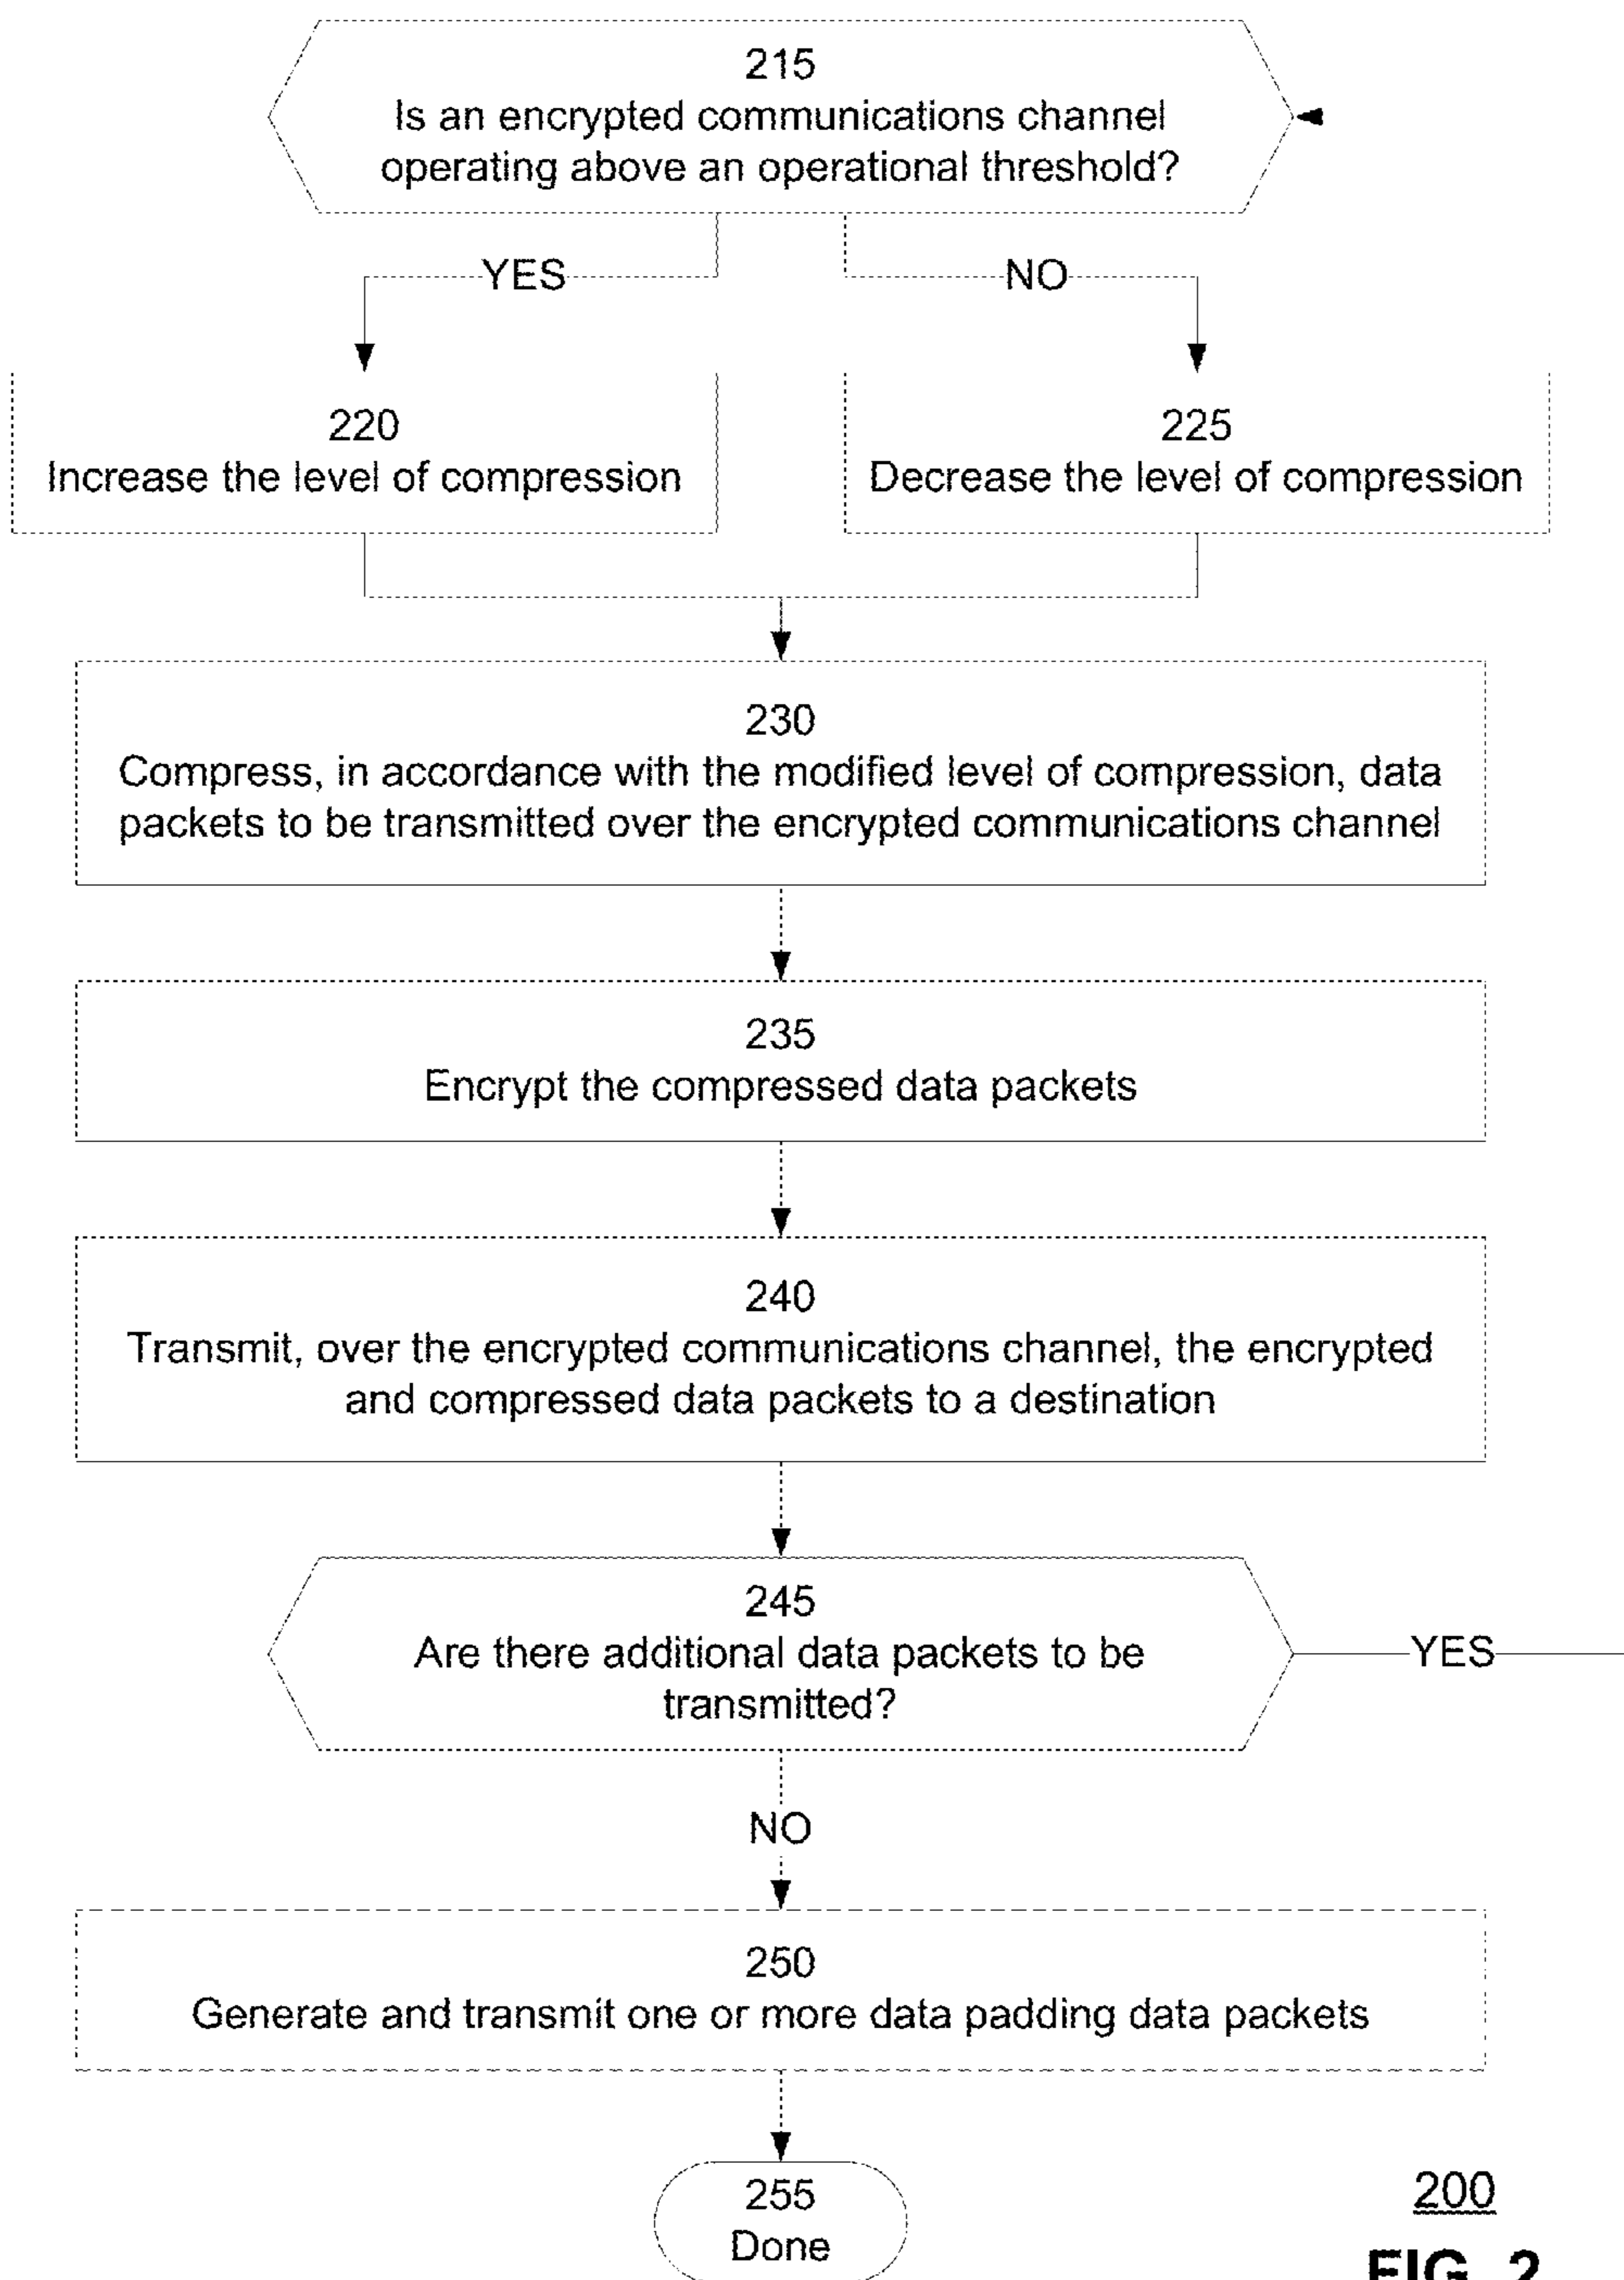 215
Is an encrypted communications channel
operating above an operational threshold?
YES
NO
220
Increase the level of compression
225
Decrease the level of compression
230
Compress, in accordance with the modified level of compression, data
packets to be transmitted over the encrypted communications channel
235
Encrypt the compressed data packets
240
Transmit, over the encrypted communications channel, the encrypted
and compressed data packets to a destination
245
Are there additional data packets to be
transmitted?
YES
NO
250
Generate and transmit one or more data padding data packets
255
Done
200
FIG. 2